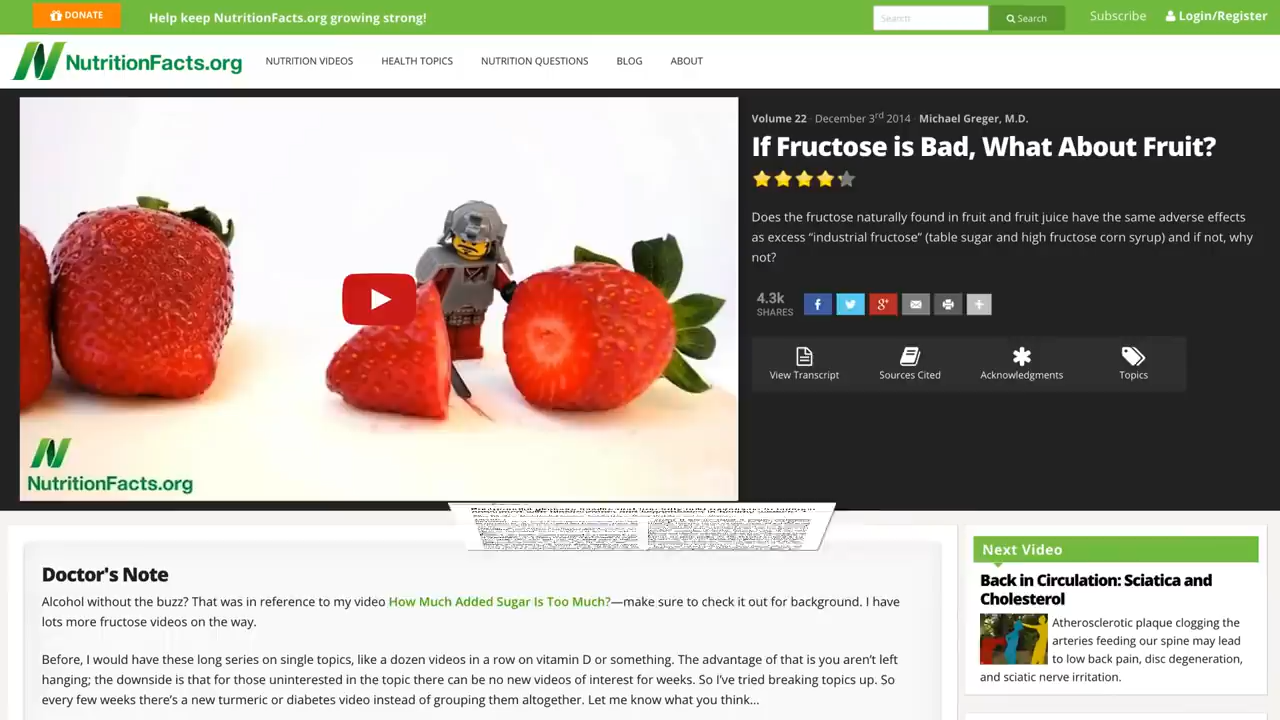 DONATE
Help keep NutritionFacts.org growing strong!
Search
Subscribe
Login/Register
NutritionFacts.org
NUTRITION VIDEOS
HEALTH TOPICS
NUTRITION QUESTIONS
BLOG
ABOUT
Volume 22 · December 3rd 2014 · Michael Greger, M.D.
If Fructose is Bad, What About Fruit?
Does the fructose naturally found in fruit and fruit juice have the same adverse effects
as excess “industrial fructose” (table sugar and high fructose corn syrup) and if not, why
not?
4.3k
SHARES
View Transcript
Sources Cited
Acknowledgments
Topics
NutritionFacts.org
Doctor's Note
Alcohol without the buzz? That was in reference to my video How Much Added Sugar Is Too Much?—make sure to check it out for background. I have
lots more fructose videos on the way.
Before, I would have these long series on single topics, like a dozen videos in a row on vitamin D or something. The advantage of that is you aren’t left
hanging; the downside is that for those uninterested in the topic there can be no new videos of interest for weeks. So I’ve tried breaking topics up. So
every few weeks there’s a new turmeric or diabetes video instead of grouping them altogether. Let me know what you think...
Next Video
Back in Circulation: Sciatica and
Cholesterol
Atherosclerotic plaque clogging the
arteries feeding our spine may lead
to low back pain, disc degeneration,
and sciatic nerve irritation.